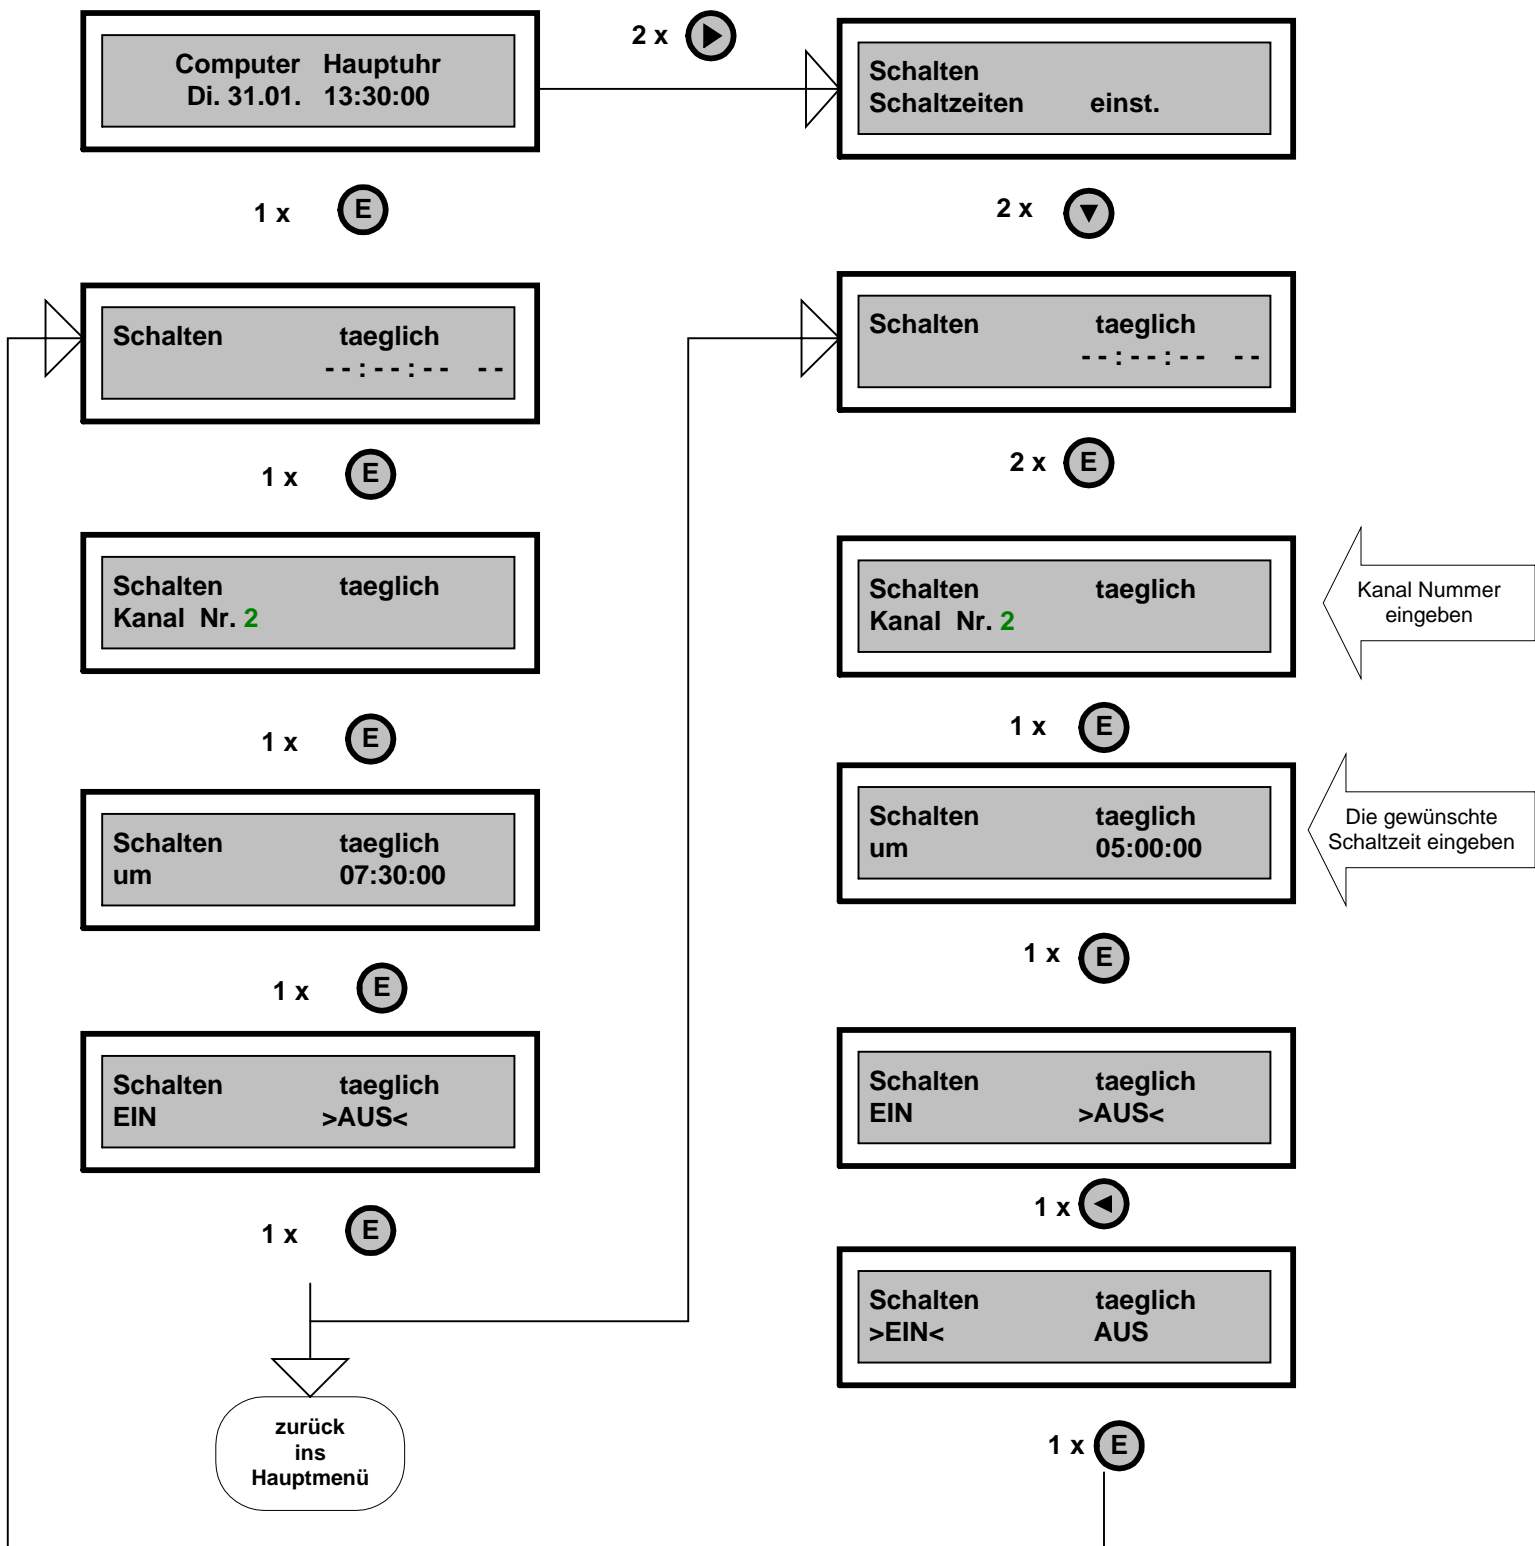 Computer Hauptuhr
Di. 31.01. 13:30:00
2 x
Schalten
Schaltzeiten einst.
1 x E
2 x
Schalten taeglich
--:--:-- --
1 x E
Schalten taeglich
Kanal Nr. 2
1 x E
Schalten taeglich
um 07:30:00
1 x E
Schalten taeglich
EIN >AUS<
1 x E
zurück
ins
Hauptmenü
Schalten taeglich
--:--:-- --
2 x E
Schalten taeglich
Kanal Nr. 2
Kanal Nummer
eingeben
1 x E
Schalten taeglich
um 05:00:00
Die gewünschte
Schaltzeit eingeben
1 x E
Schalten taeglich
EIN >AUS<
1 x
Schalten taeglich
>EIN< AUS
1 x E